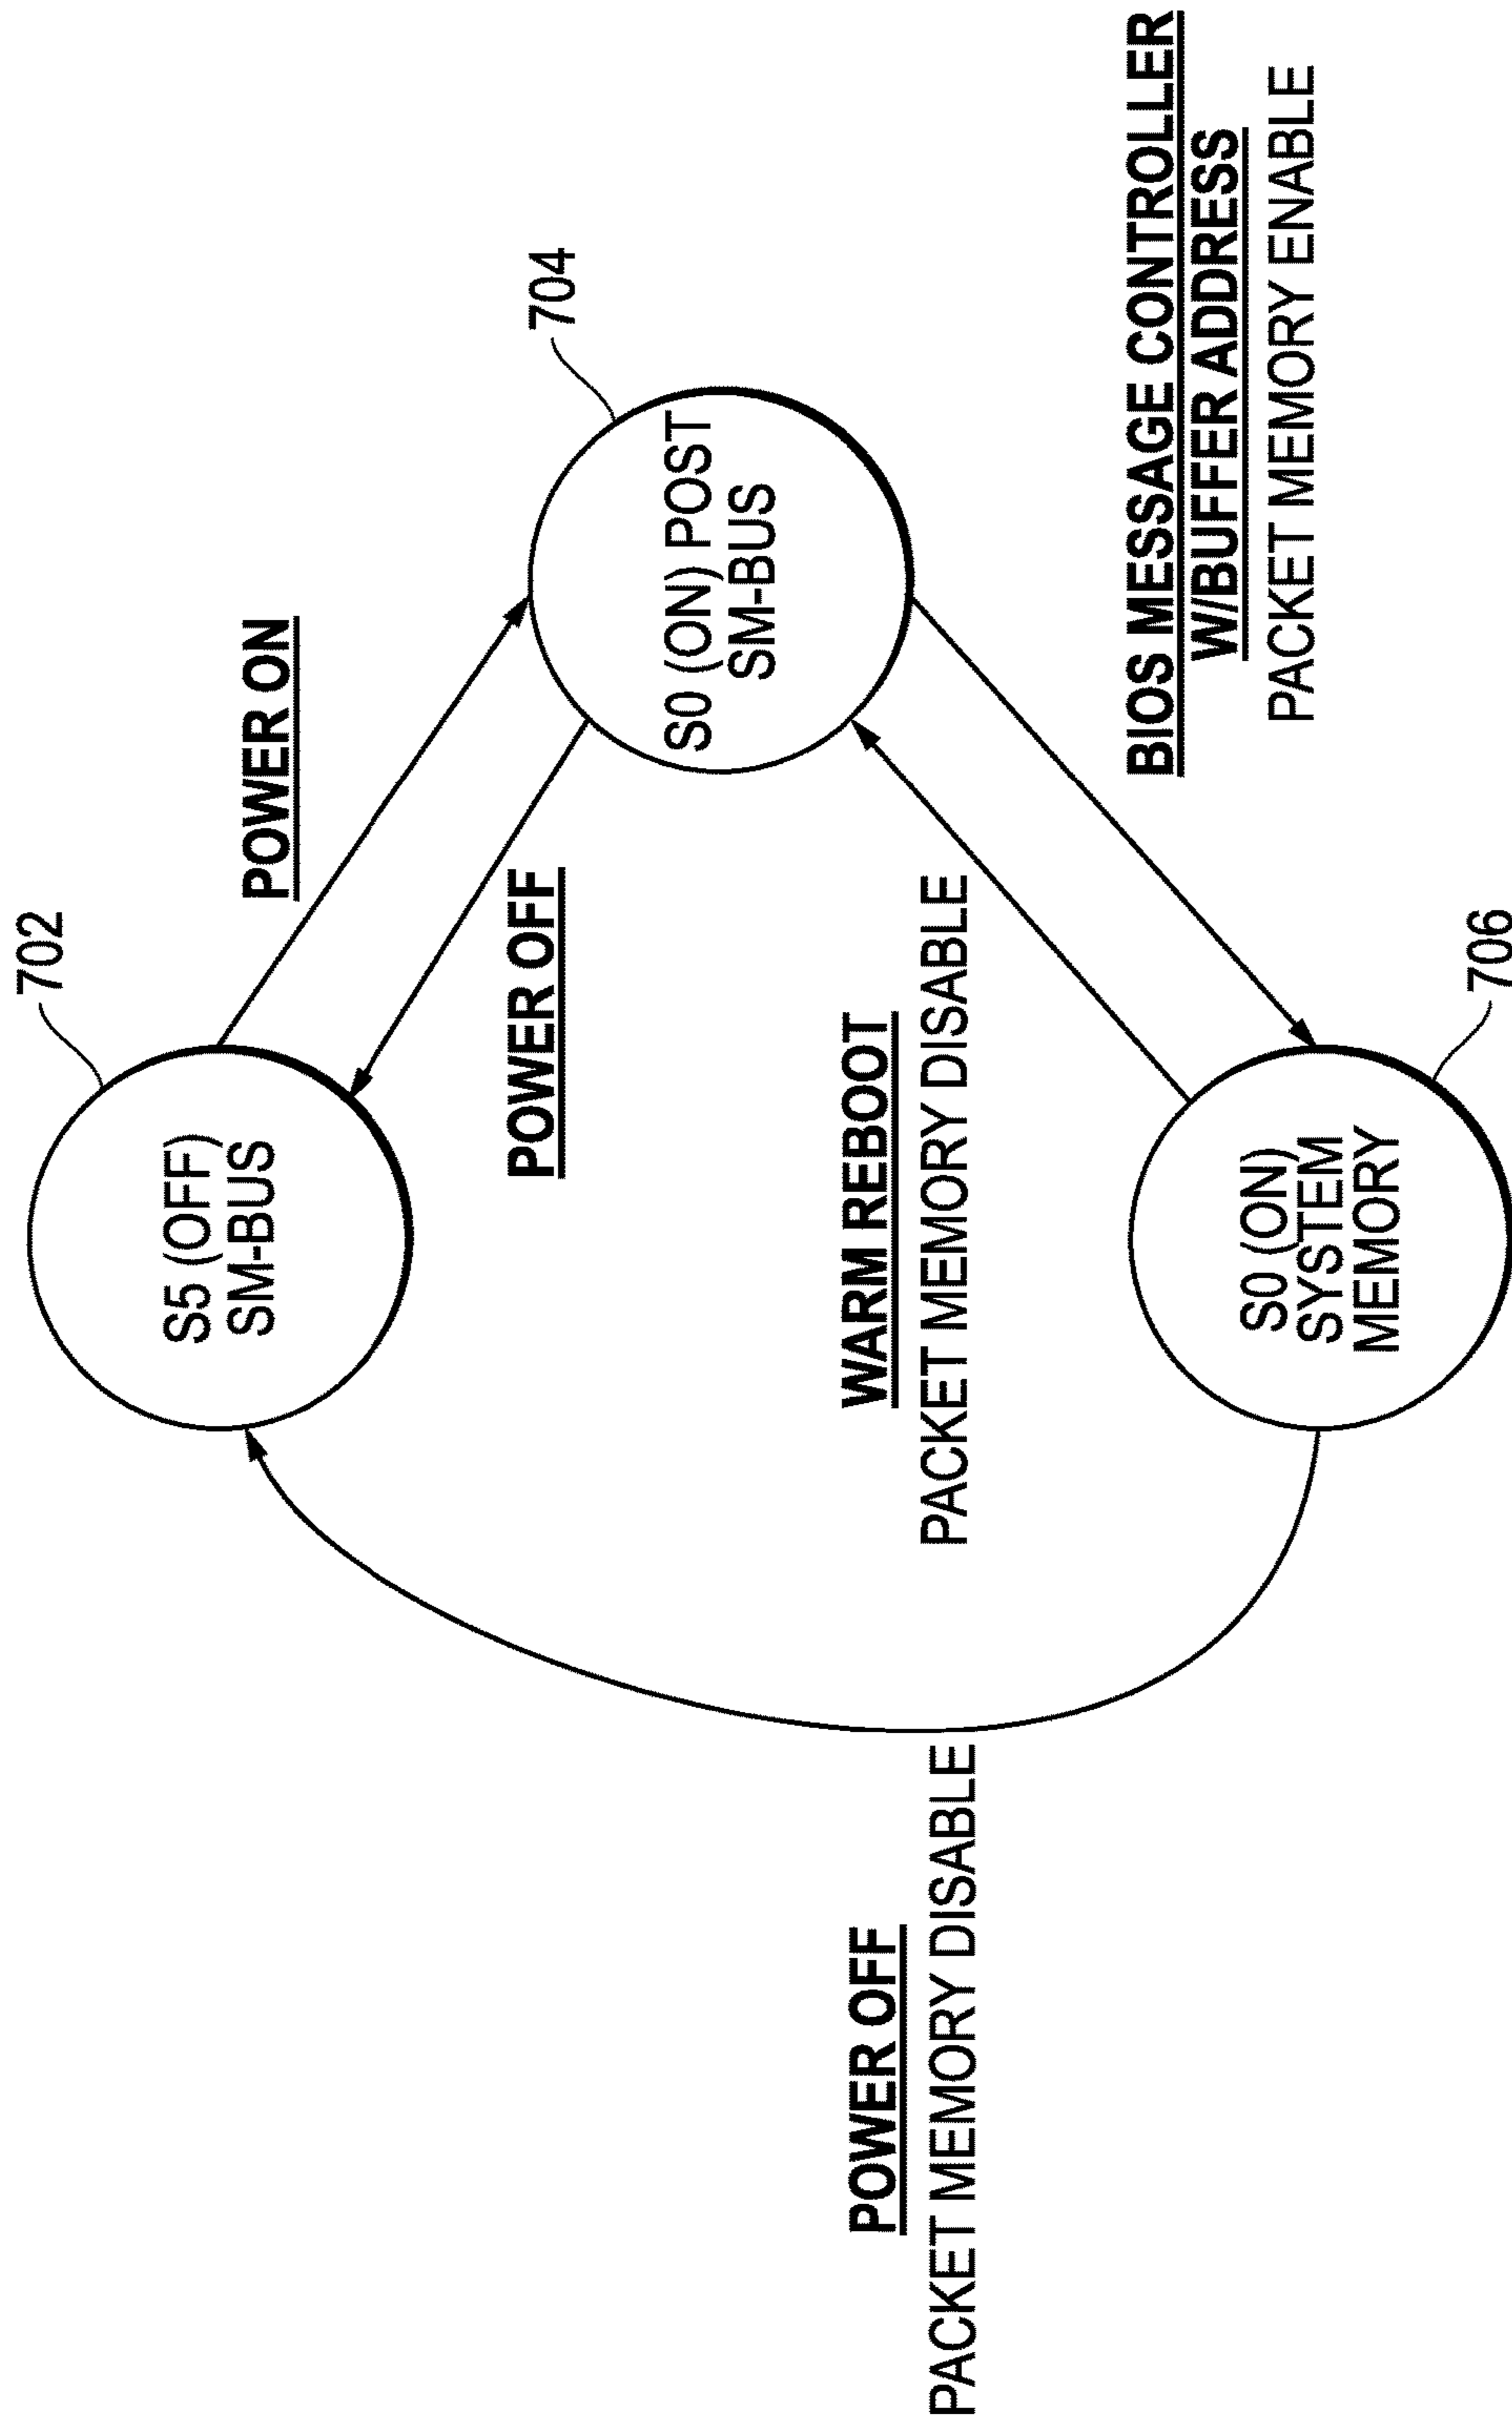 702
S5 (OFF)
SM-BUS
POWER ON
POWER OFF
704
S0 (ON) POST
SM-BUS
WARM REBOOT
PACKET MEMORY DISABLE
POWER OFF
PACKET MEMORY DISABLE
BIOS MESSAGE CONTROLLER
W/BUFFER ADDRESS
PACKET MEMORY ENABLE
S0 (ON)
SYSTEM
MEMORY
706